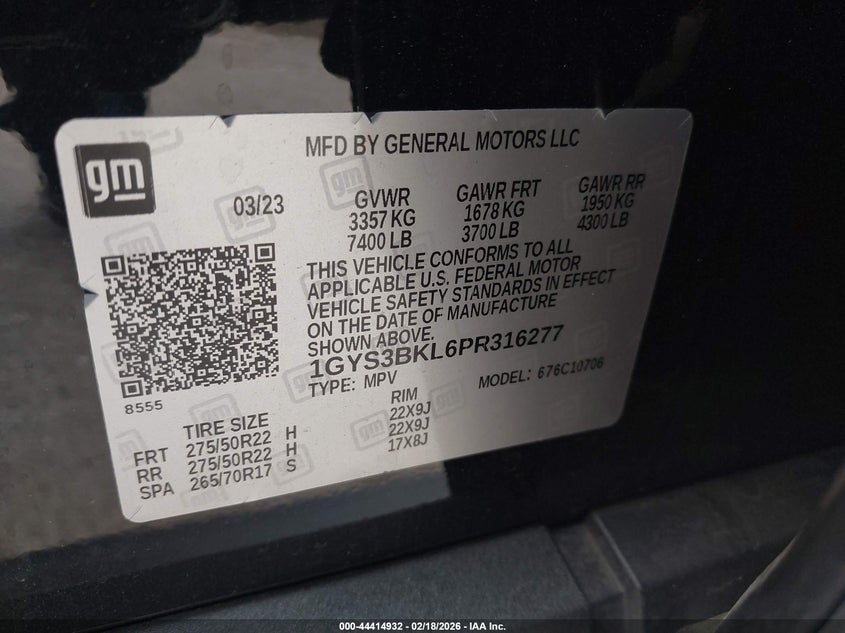 gm
MFD BY GENERAL MOTORS LLC
03/23
GVWR
3357 KG
7400 LB
GAWR FRT
1678 KG
3700 LB
GAWR RR
1950 KG
4300 LB
THIS VEHICLE CONFORMS TO ALL
APPLICABLE U.S. FEDERAL MOTOR
VEHICLE SAFETY STANDARDS IN EFFECT
ON THE DATE OF MANUFACTURE
SHOWN ABOVE.
1GYS3BKL6PR316277
TYPE: MPV
MODEL: 676C10706
8555
TIRE SIZE
RIM
FRT 275/50R22 H 22X9J
RR 275/50R22 H 22X9J
SPA 265/70R17 S 17X8J
000-44414932 - 02/18/2026 - IAA Inc.